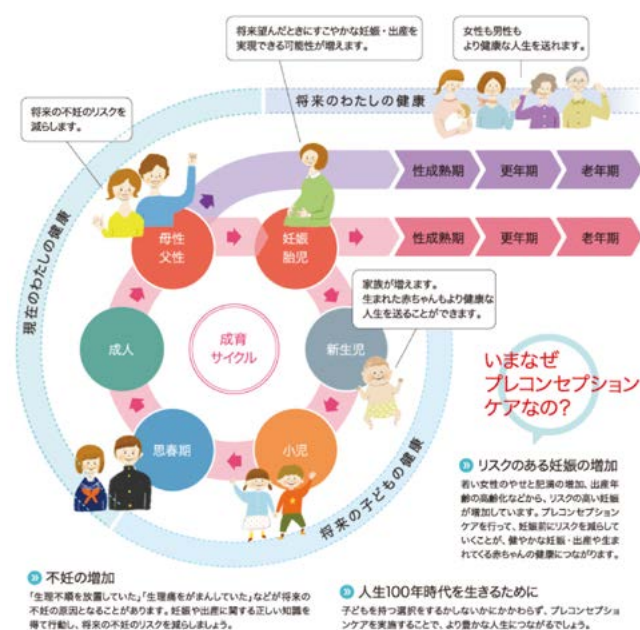 将来望んだときにすこやかな妊娠・出産を
実現できる可能性が増えます。
女性も男性も
より健康な人生を送れます。
将来の不妊のリスクを
減らします。
将来のわたしの健康
性成熟期
更年期
老年期
母性
父性
妊娠
胎児
性成熟期
更年期
老年期
現在のわたしの健康
家族が増えます。
生まれた赤ちゃんもより健康な
人生を送ることができます。
成人
成育
サイクル
新生児
思春期
小児
将来の子どもの健康
いまなぜ
プレコンセプション
ケアなの?
リスクのある妊娠の増加
若い女性のやせと肥満の増加、出産年
齢の高齢化などから、リスクの高い妊娠
が増加しています。プレコンセプション
ケアを行って、妊娠前にリスクを減らして
いくことが、健やかな妊娠・出産や生ま
れてくる赤ちゃんの健康につながります。
不妊の増加
「生理不順を放置していた」「生理痛をがまんしていた」などが将来の
不妊の原因となることがあります。妊娠や出産に関する正しい知識を
得て行動し、将来の不妊のリスクを減らしましょう。
人生100年時代を生きるために
子どもを持つ選択をするかしないかにかかわらず、プレコンセプショ
ンケアを実施することで、より豊かな人生につながるでしょう。